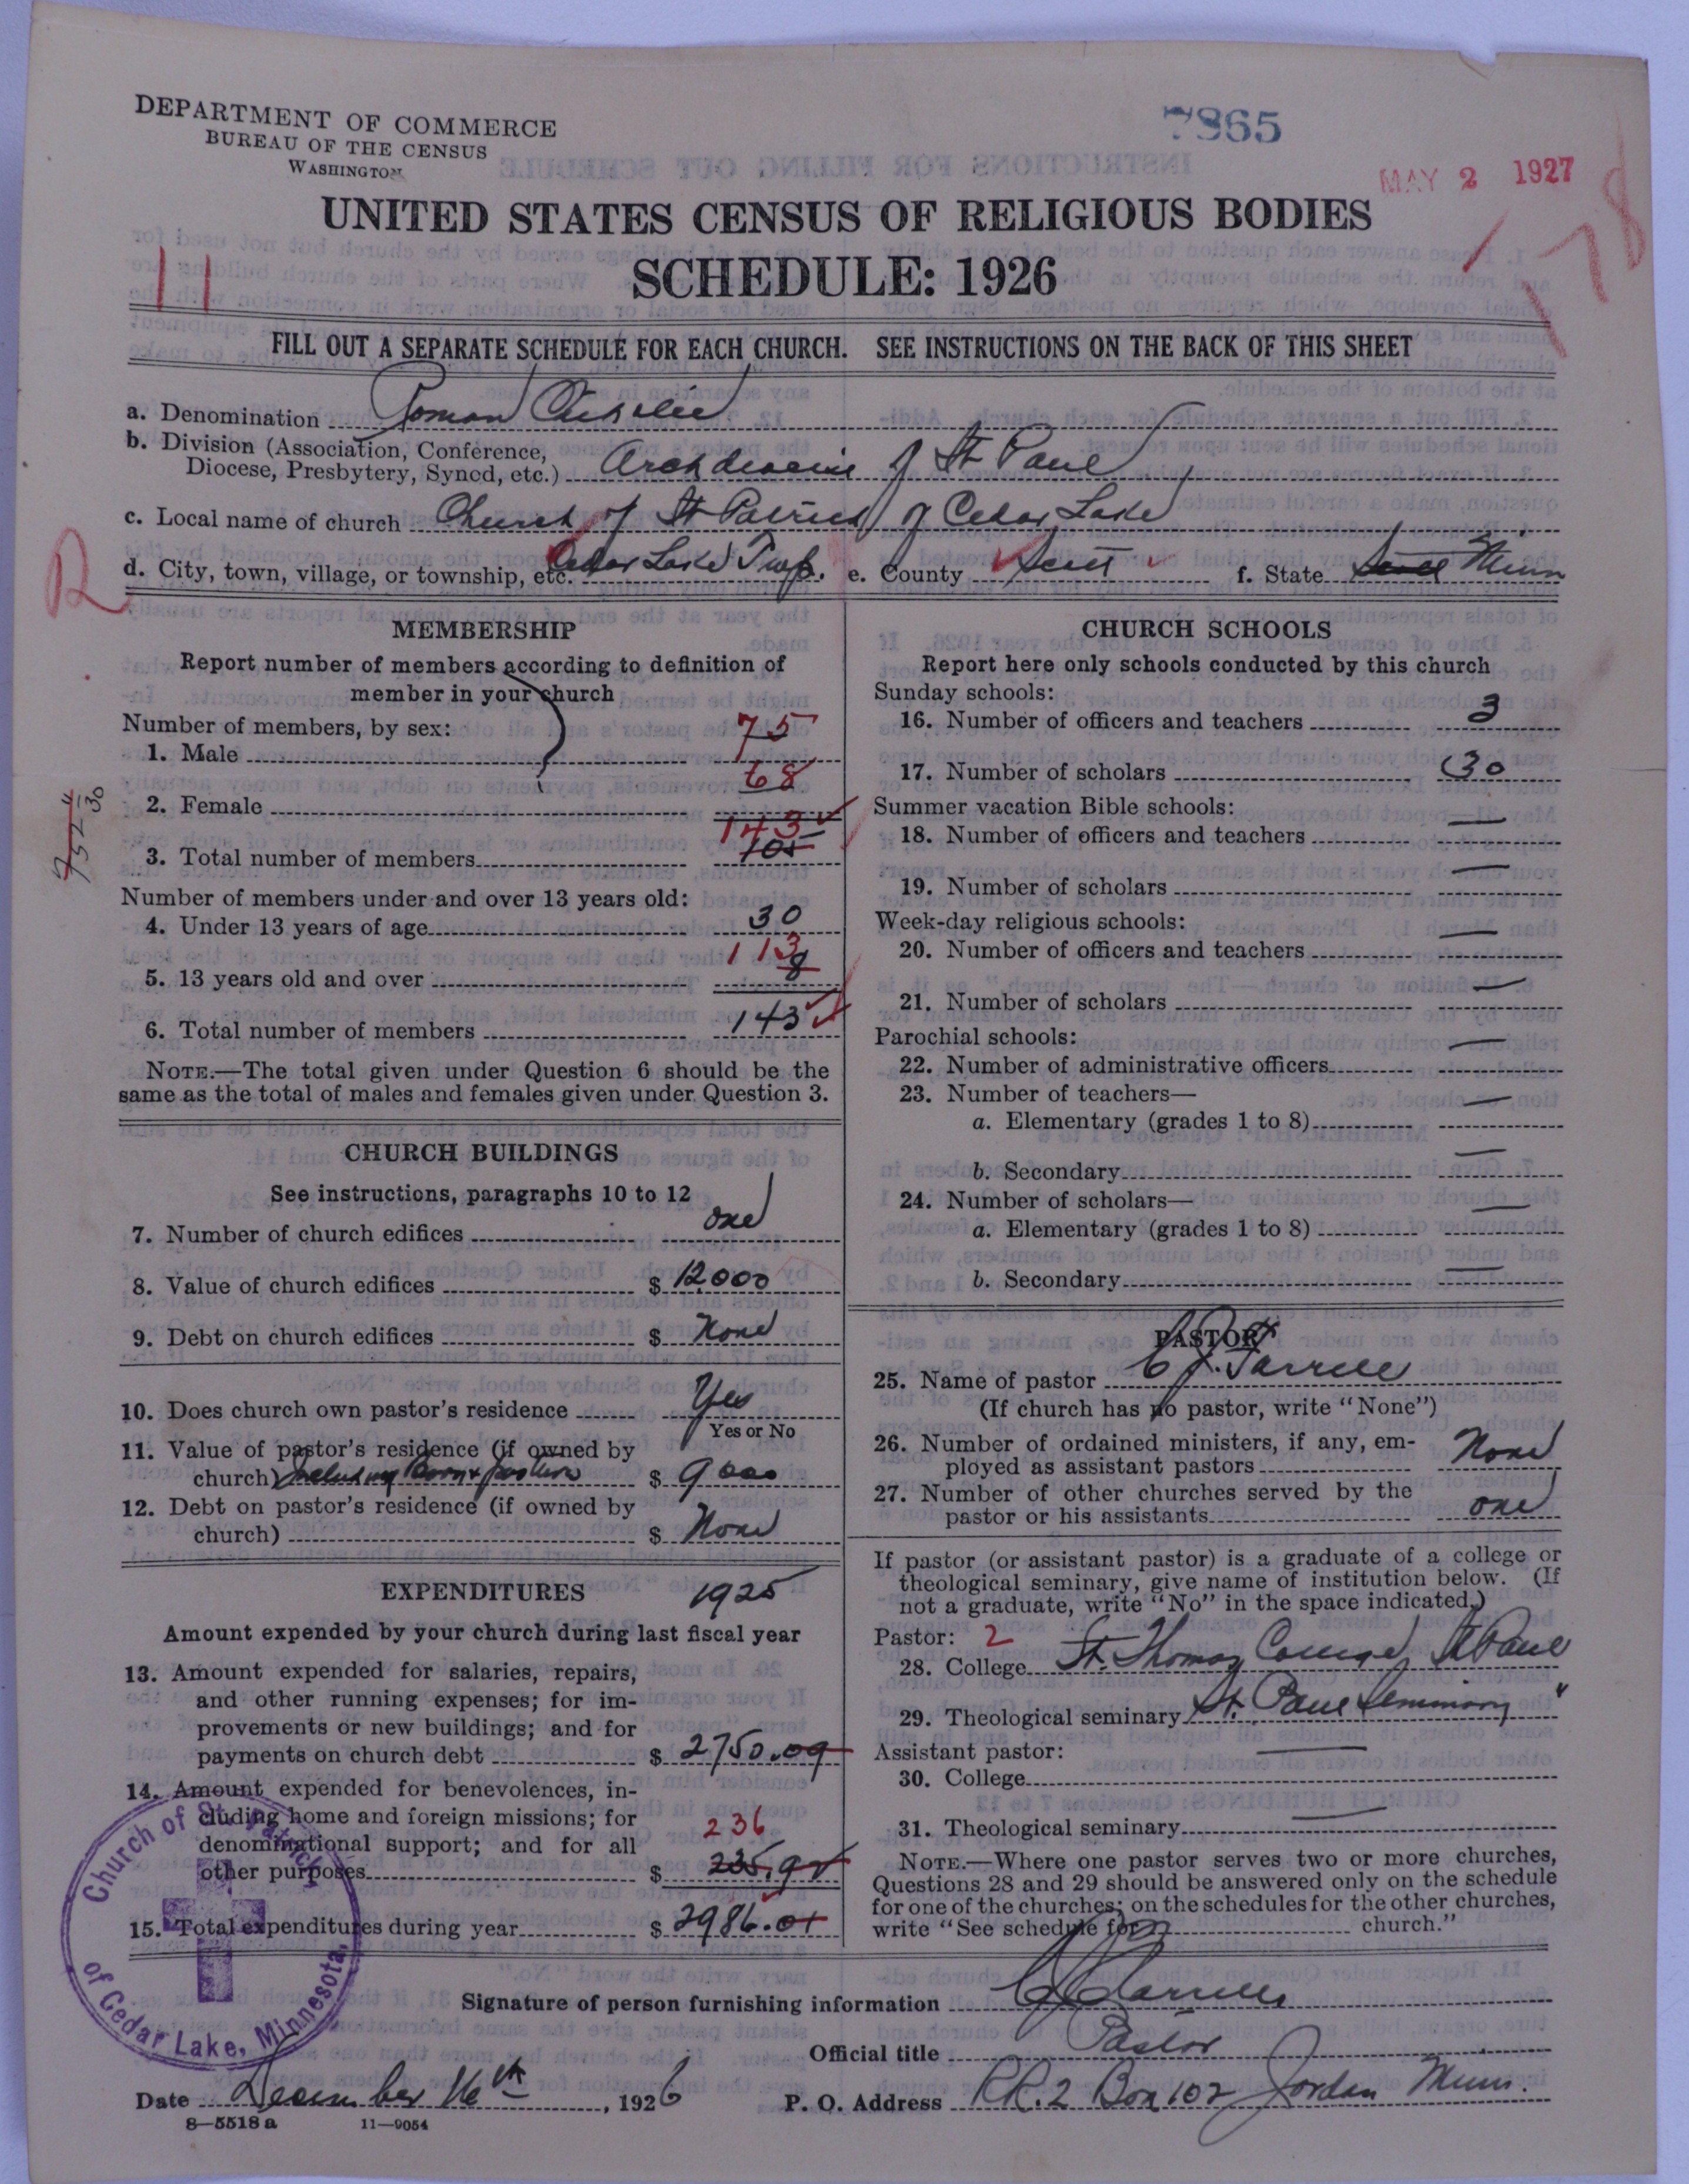 DEPARTMENT OF COMMERCE
BUREAU OF THE CENSUS
WASHINGTON
7865
MAY 2 1927
UNITED STATES CENSUS OF RELIGIOUS BODIES
SCHEDULE: 1926
11
178
FILL OUT A SEPARATE SCHEDULE FOR EACH CHURCH. SEE INSTRUCTIONS ON THE BACK OF THIS SHEET
a. Denomination Roman Catholic
b. Division (Association, Conference,
Diocese, Presbytery, Synod, etc.) Archdiocese of St Paul
c. Local name of church Church of St Patrick of Cedar Lake
R
d. City, town, village, or township, etc. Cedar Lake Twp. e. County Scott f. State Minn
MEMBERSHIP
Report number of members according to definition of
member in your church
Number of members, by sex:
1. Male 75
2. Female 68
3. Total number of members 143 105
Number of members under and over 13 years old:
4. Under 13 years of age 30
5. 13 years old and over 113 8
6. Total number of members 143
NOTE.—The total given under Question 6 should be the
same as the total of males and females given under Question 3.
CHURCH BUILDINGS
See instructions, paragraphs 10 to 12
7. Number of church edifices one
8. Value of church edifices $ 12000
9. Debt on church edifices $ None
10. Does church own pastor's residence Yes
Yes or No
11. Value of pastor's residence (if owned by
church) including Barn & $ 9000
12. Debt on pastor's residence (if owned by
church) $ None
EXPENDITURES 1925
Amount expended by your church during last fiscal year
13. Amount expended for salaries, repairs,
and other running expenses; for im-
provements or new buildings; and for
payments on church debt $ 2750.09
14. Amount expended for benevolences, in-
cluding home and foreign missions; for
denominational support; and for all
other purposes $ 236 235.92
15. Total expenditures during year $ 2986.01
CHURCH SCHOOLS
Report here only schools conducted by this church
Sunday schools:
16. Number of officers and teachers 3
17. Number of scholars 30
Summer vacation Bible schools:
18. Number of officers and teachers —
19. Number of scholars —
Week-day religious schools:
20. Number of officers and teachers —
21. Number of scholars —
Parochial schools:
22. Number of administrative officers —
23. Number of teachers—
a. Elementary (grades 1 to 8) —
b. Secondary —
24. Number of scholars—
a. Elementary (grades 1 to 8) —
b. Secondary —
PASTOR
25. Name of pastor C J. Farrell
(If church has no pastor, write "None")
26. Number of ordained ministers, if any, em-
ployed as assistant pastors None
27. Number of other churches served by the
pastor or his assistants one
If pastor (or assistant pastor) is a graduate of a college or
theological seminary, give name of institution below. (If
not a graduate, write "No" in the space indicated.)
Pastor: 2
28. College St. Thomas College St Paul
29. Theological seminary St. Paul Seminary "
Assistant pastor:
30. College —
31. Theological seminary —
NOTE.—Where one pastor serves two or more churches,
Questions 28 and 29 should be answered only on the schedule
for one of the churches; on the schedules for the other churches,
write "See schedule for church."
Church of St. Patrick
of Cedar Lake, Minnesota.
Signature of person furnishing information C J Farrell
Official title Pastor
Date December 16th, 1926 P. O. Address R.R. 2 Box 102 Jordan Minn.
8—5518 a 11—9054